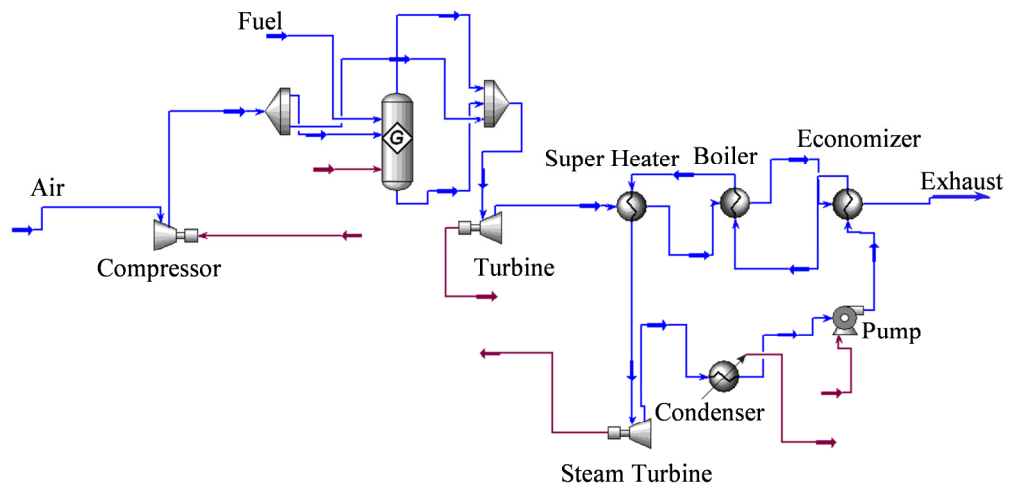 Fuel
Economizer
Super Heater
Boiler
G
Air
Exhaust
Compressor
Turbine
Pump
Condenser
Steam Turbine